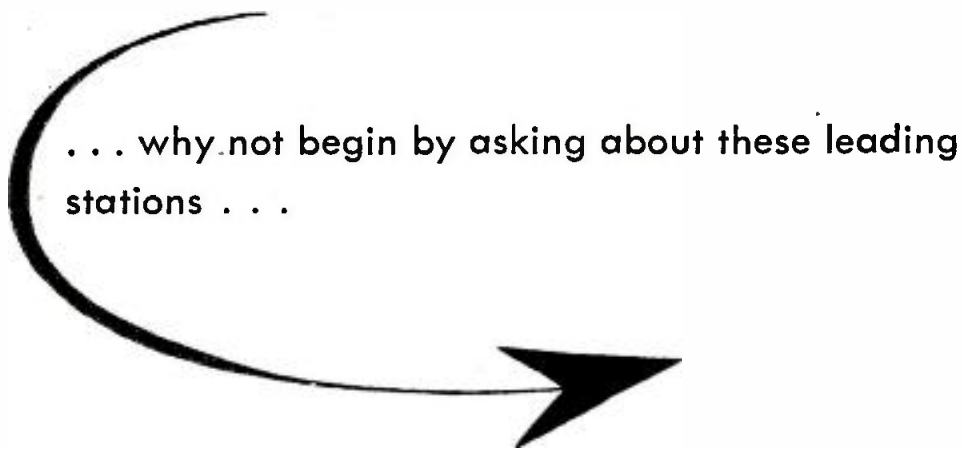 . . . why not begin by asking about these leading
stations . . .